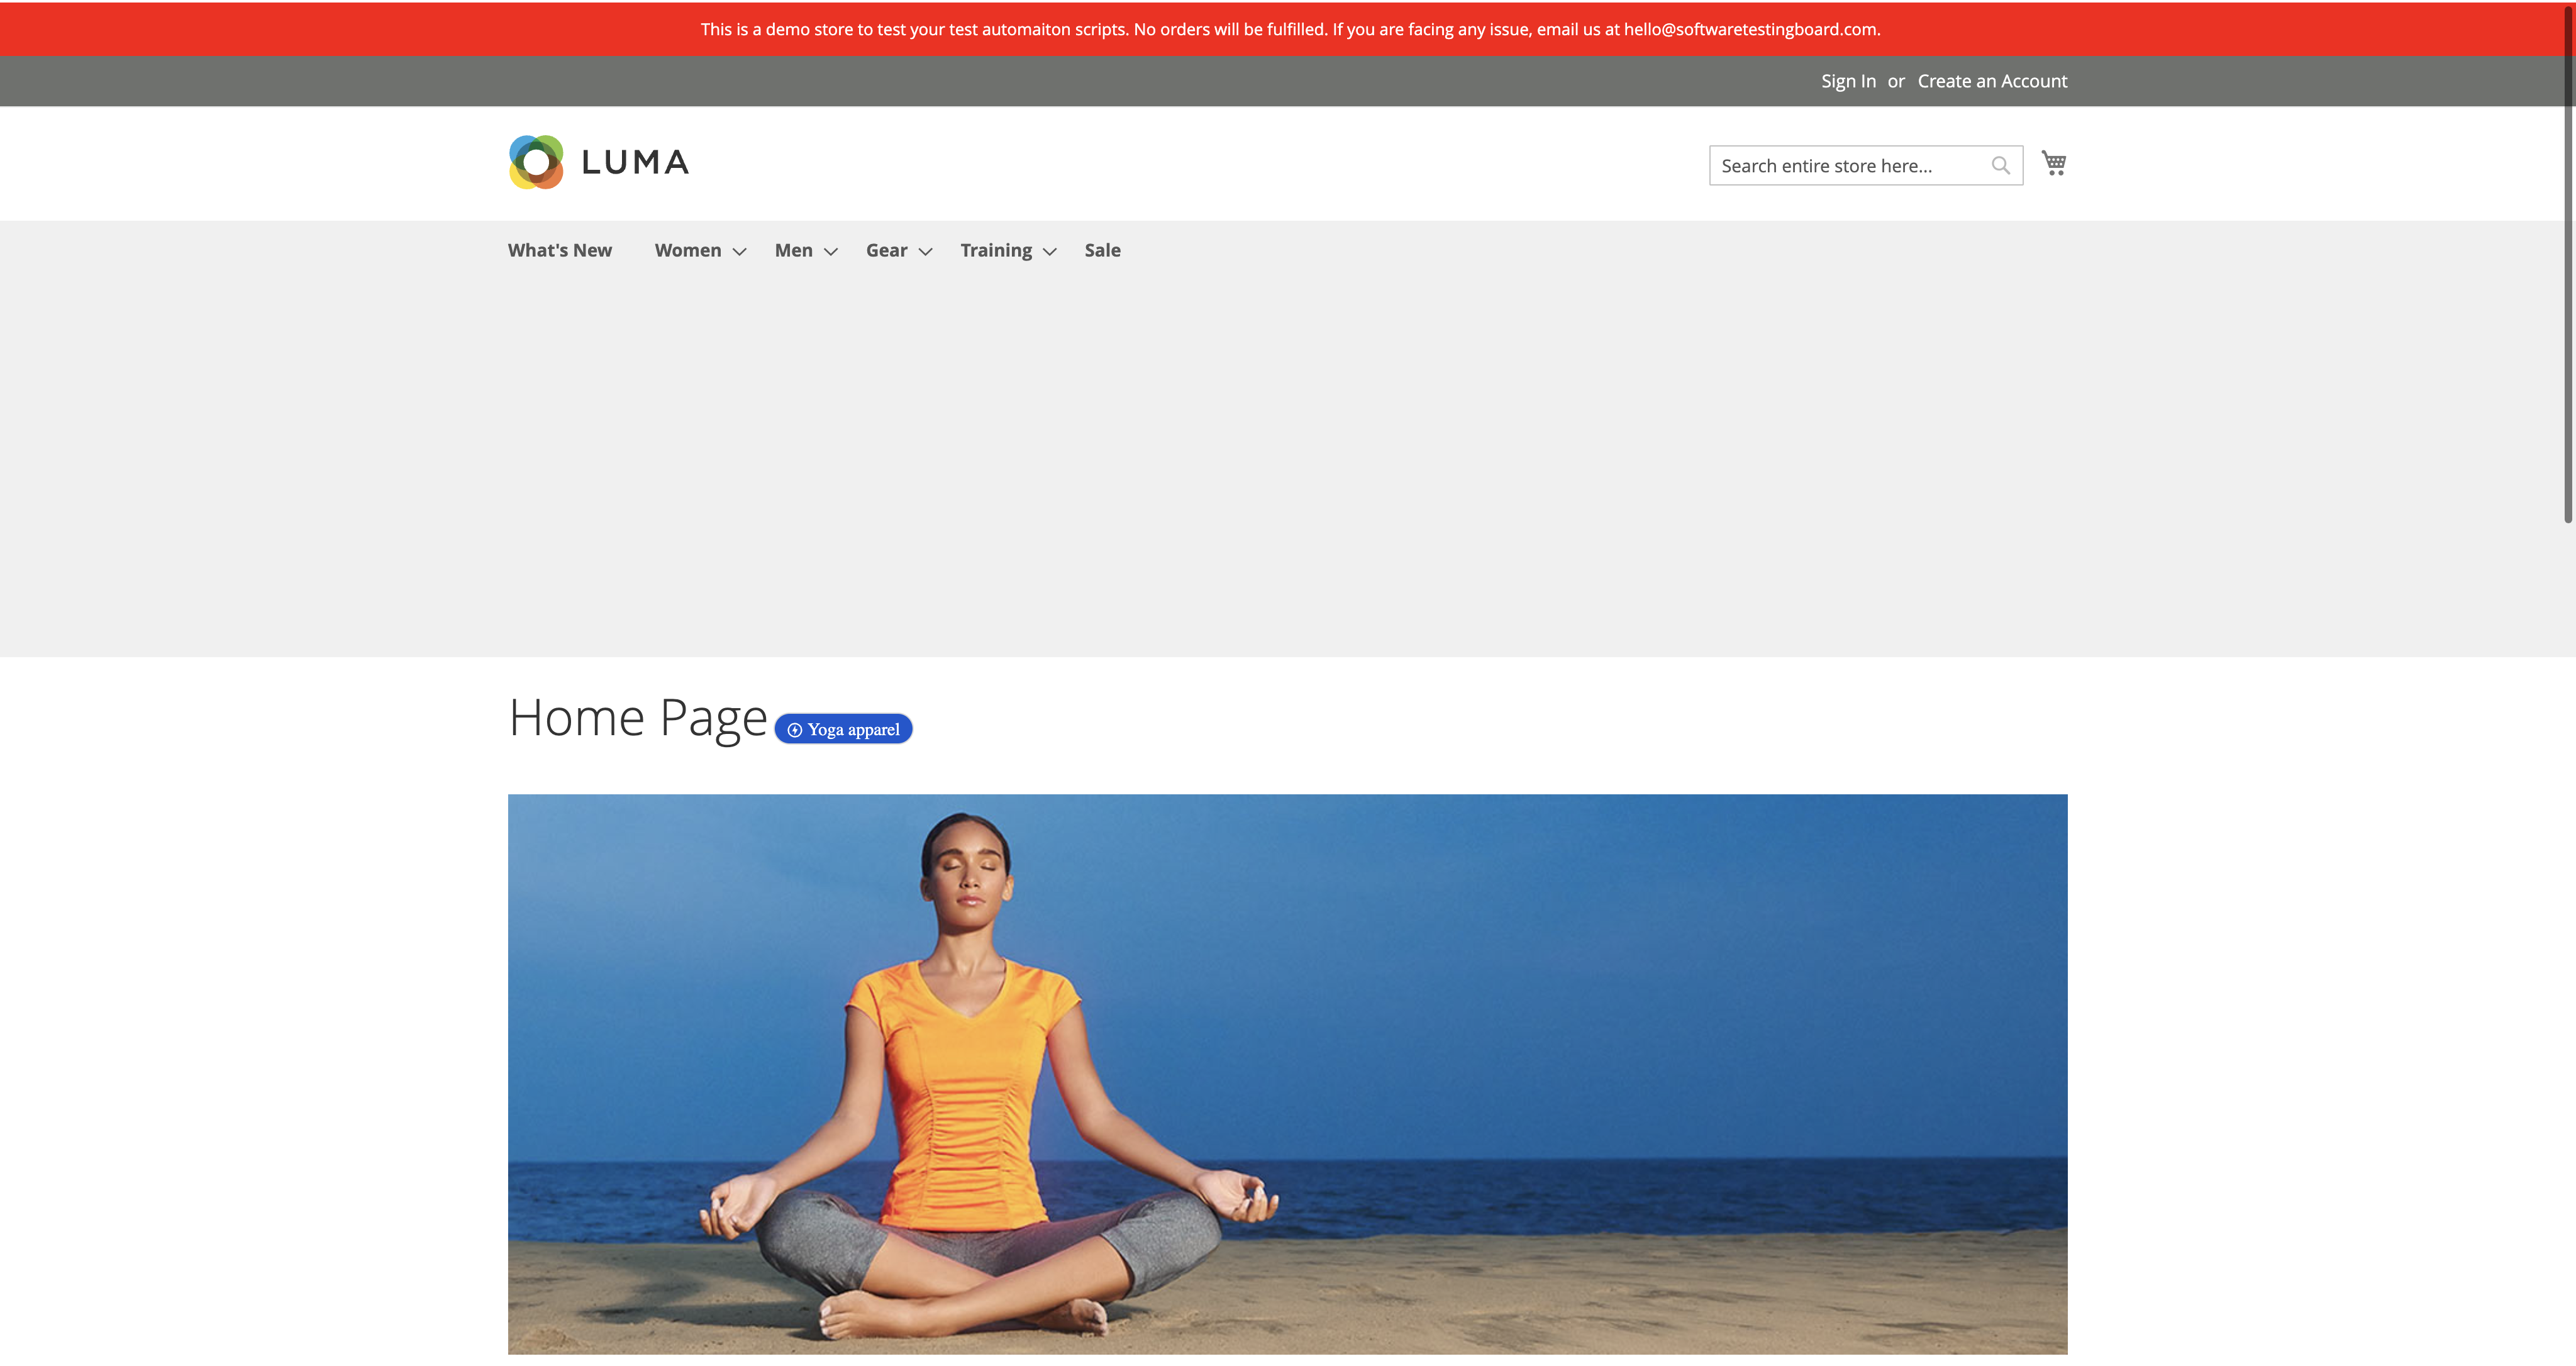 This is a demo store to test your test automaiton scripts. No orders will be fulfilled. If you are facing any issue, email us at hello@softwaretestingboard.com.
Sign In or Create an Account
LUMA
Search entire store here...
What's New Women Men Gear Training Sale
Home Page Yoga apparel